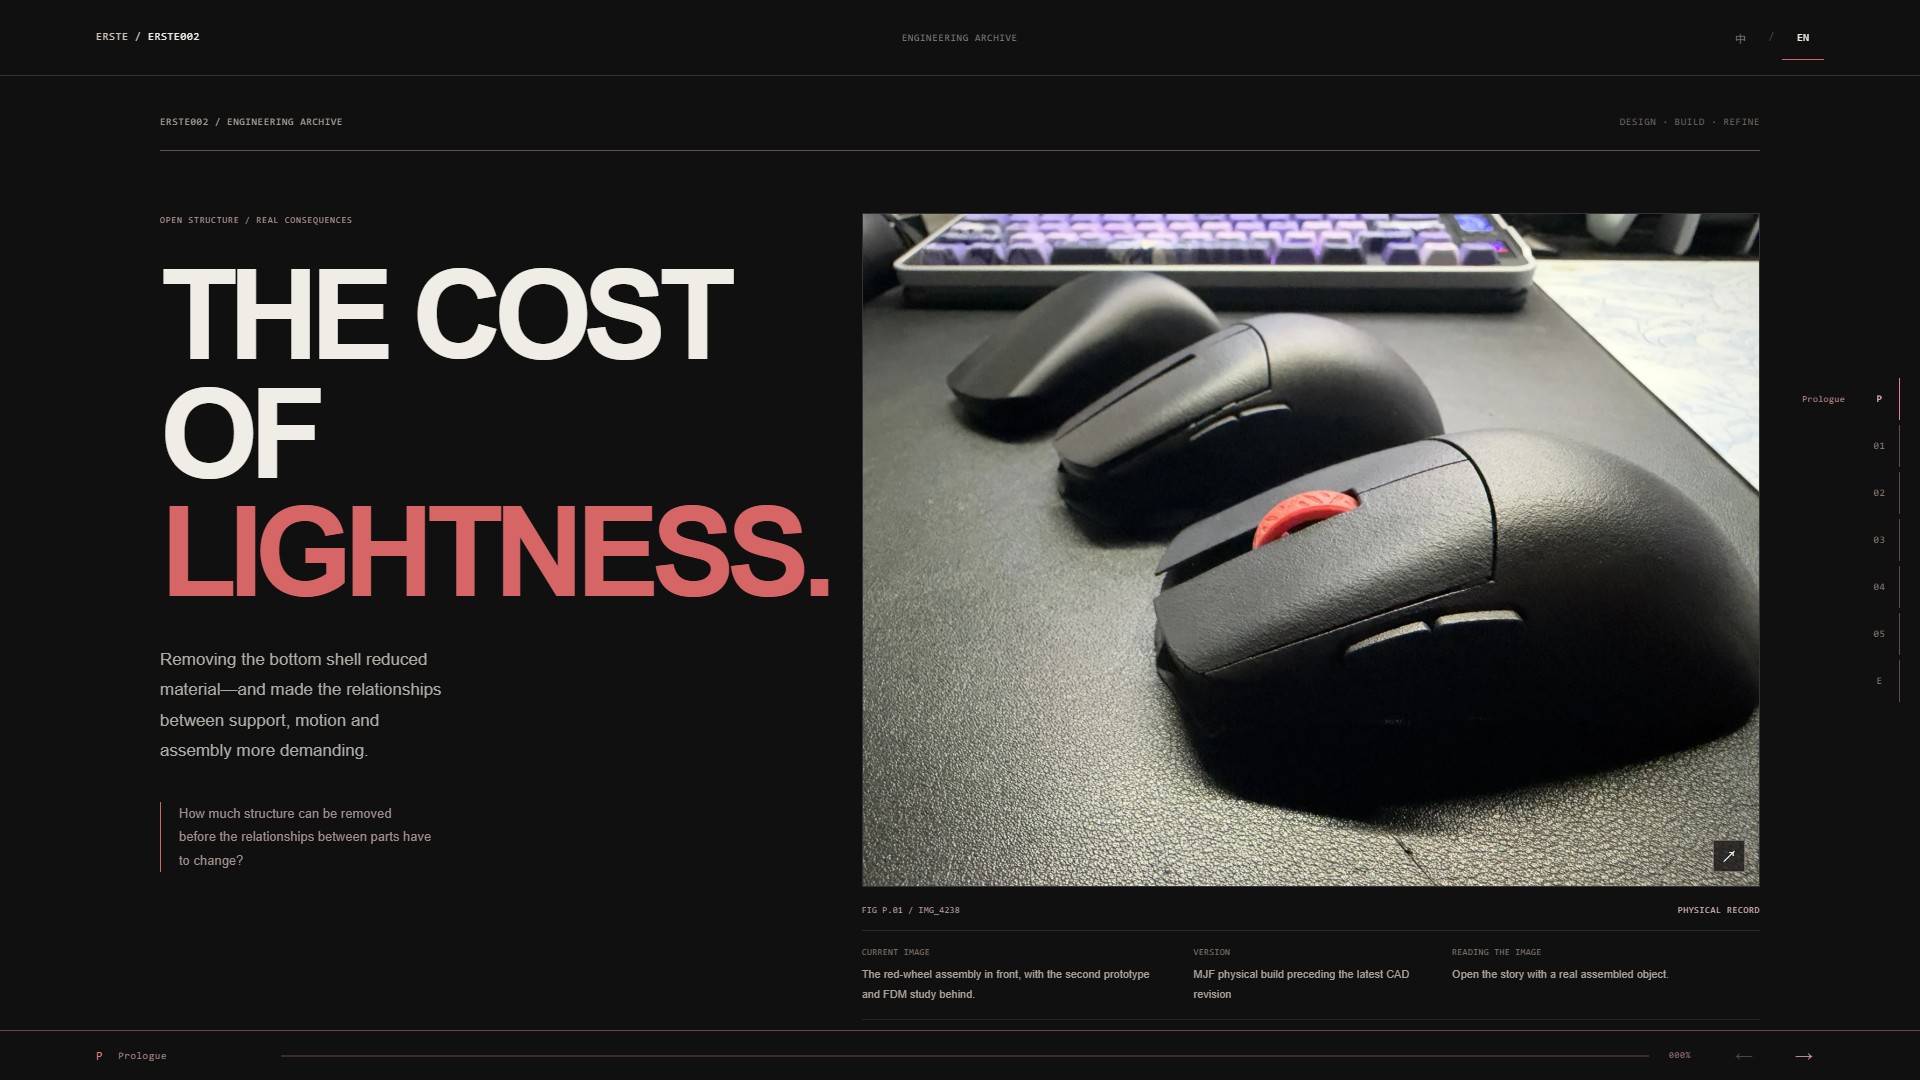 ERSTE / ERSTE002
ENGINEERING ARCHIVE
中 / EN
ERSTE002 / ENGINEERING ARCHIVE
DESIGN · BUILD · REFINE
OPEN STRUCTURE / REAL CONSEQUENCES
THE COST
OF
LIGHTNESS.
Removing the bottom shell reduced
material—and made the relationships
between support, motion and
assembly more demanding.
How much structure can be removed
before the relationships between parts have
to change?
FIG P.01 / IMG_4238
PHYSICAL RECORD
CURRENT IMAGE
The red-wheel assembly in front, with the second prototype
and FDM study behind.
VERSION
MJF physical build preceding the latest CAD
revision
READING THE IMAGE
Open the story with a real assembled object.
Prologue P
01
02
03
04
05
E
P Prologue
000%
← →